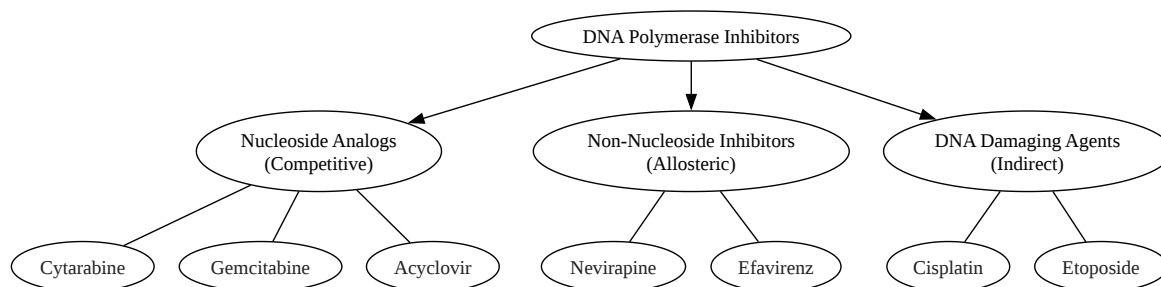 DNA Polymerase Inhibitors
Nucleoside Analogs
(Competitive)
Non-Nucleoside Inhibitors
(Allosteric)
DNA Damaging Agents
(Indirect)
Cytarabine
Gemcitabine
Acyclovir
Nevirapine
Efavirenz
Cisplatin
Etoposide